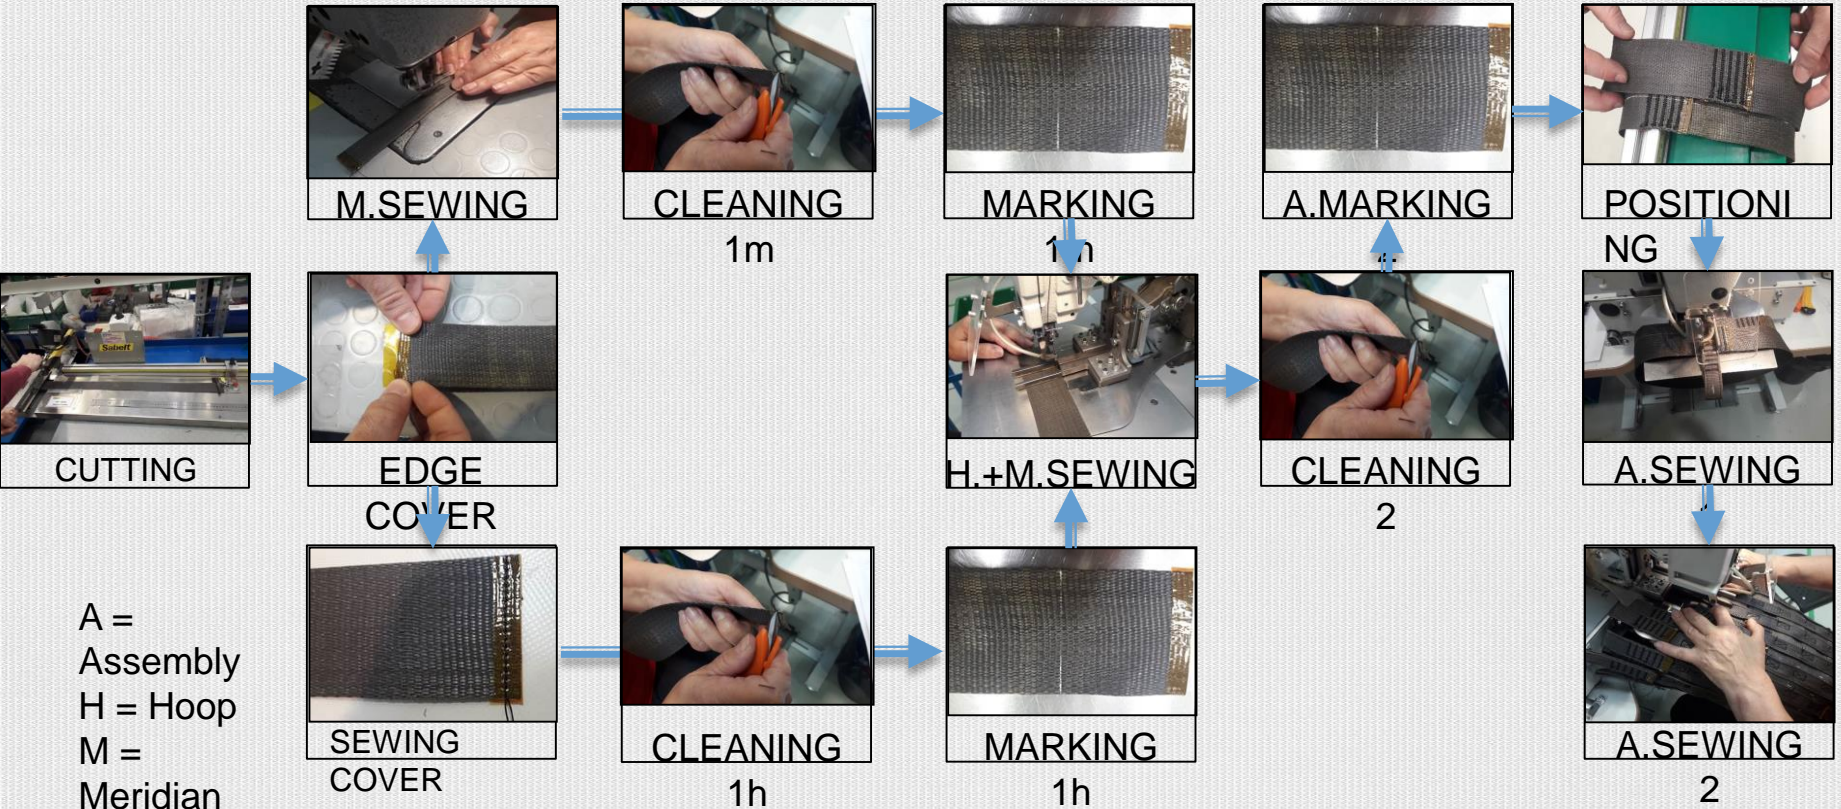 M.SEWING
CLEANING
1m
MARKING
A.MARKING
POSITIONI
NG
Sabelt
CUTTING
EDGE
COVER
H.+M.SEWING
CLEANING
2
A.SEWING
SEWING
COVER
CLEANING
1h
MARKING
1h
A.SEWING
2
A =
Assembly
H = Hoop
M =
Meridian